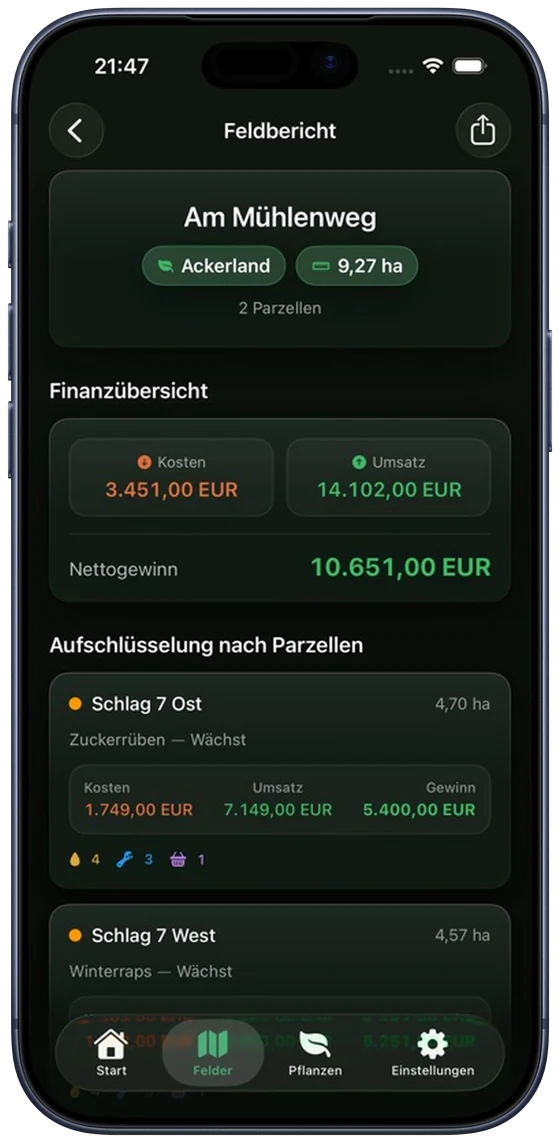 21:47
Feldbericht
Am Mühlenweg
Ackerland
9,27 ha
2 Parzellen
Finanzübersicht
Kosten
3.451,00 EUR
Umsatz
14.102,00 EUR
Nettogewinn
10.651,00 EUR
Aufschlüsselung nach Parzellen
Schlag 7 Ost
4,70 ha
Zuckerrüben — Wächst
Kosten
Umsatz
Gewinn
1.749,00 EUR
7.149,00 EUR
5.400,00 EUR
4
3
1
Schlag 7 West
4,57 ha
Winterraps — Wächst
Start
Felder
Pflanzen
Einstellungen